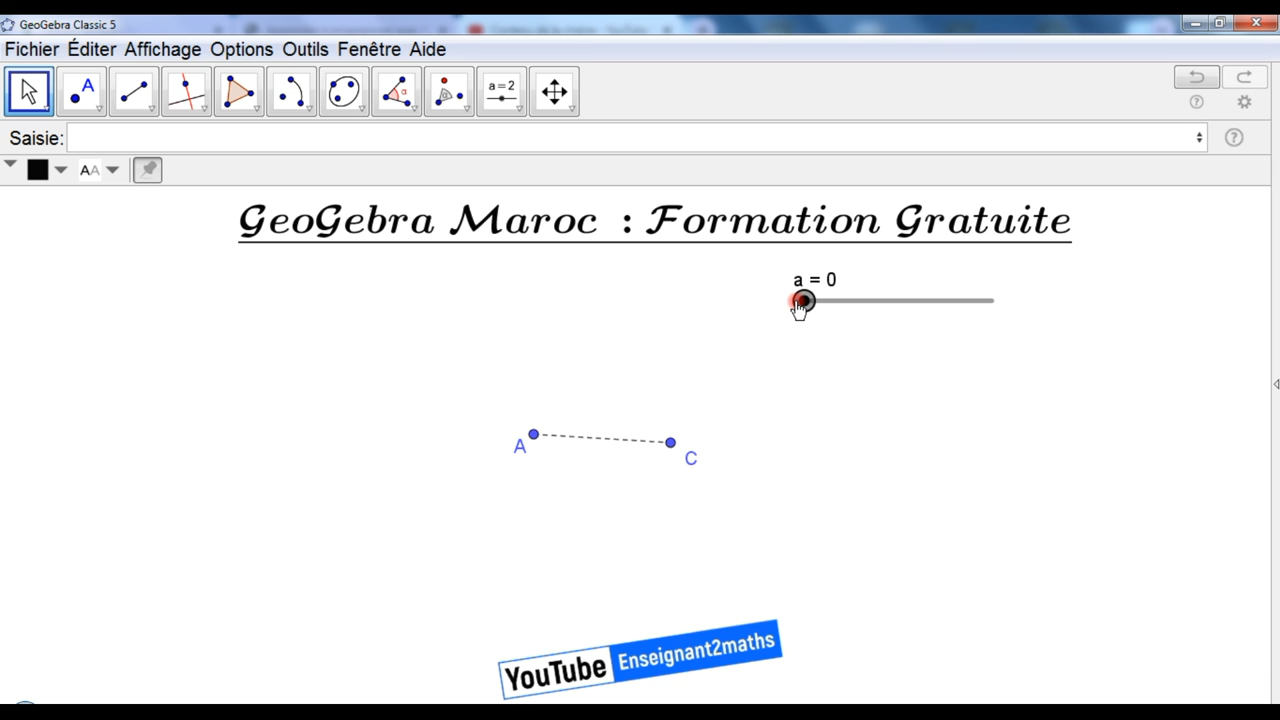 GeoGebra Classic 5
Fichier Éditer Affichage Options Outils Fenêtre Aide
A
α
α
a=2
Saisie:
AA
GeoGebra Maroc : Formation Gratuite
a = 0
A
C
YouTube Enseignant2maths